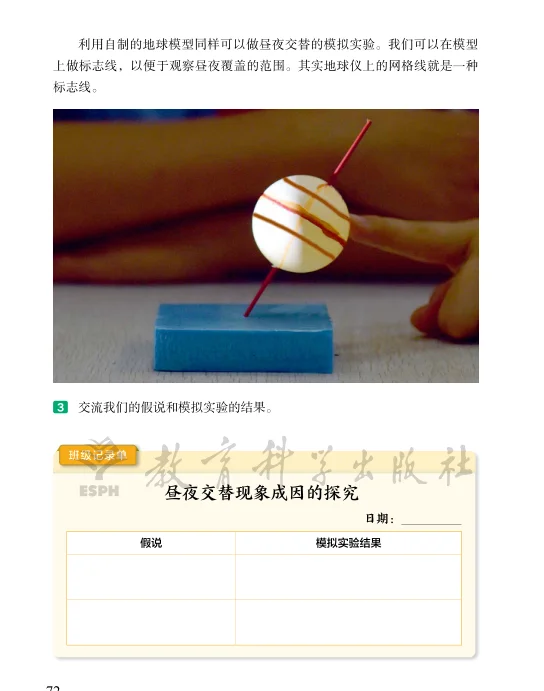 利用自制的地球模型同样可以做昼夜交替的模拟实验。我们可以在模型
上做标志线，以便于观察昼夜覆盖的范围。其实地球仪上的网格线就是一种
标志线。
3 交流我们的假说和模拟实验的结果。
班级记录单
教育科学出版社
ESPH
昼夜交替现象成因的探究
日期：________
假说 模拟实验结果
72